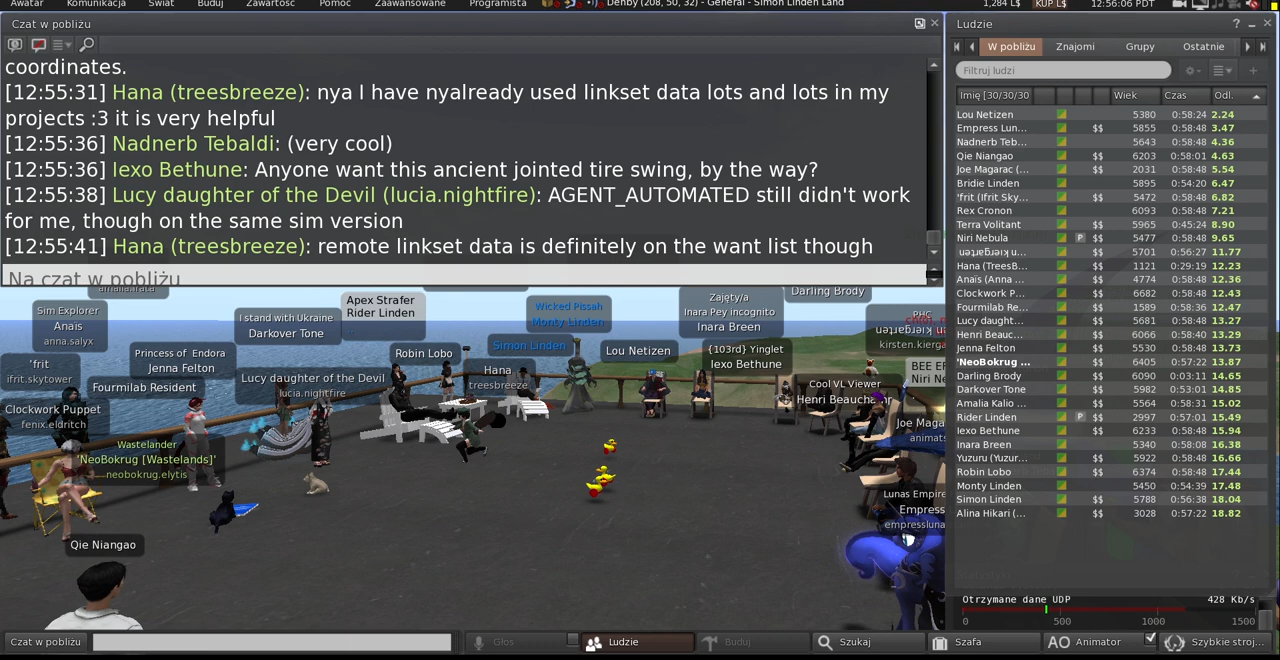 Awatar Komunikacja Świat Buduj Zawartość Pomoc Zaawansowane Programista Denby (208, 50, 32) - General - Simon Linden Land 1,284 L$ KUP L$ 12:56:06 PDT
Czat w pobliżu
coordinates.
[12:55:31] Hana (treesbreeze): nya I have nyalready used linkset data lots and lots in my
projects :3 it is very helpful
[12:55:36] Nadnerb Tebaldi: (very cool)
[12:55:36] Iexo Bethune: Anyone want this ancient jointed tire swing, by the way?
[12:55:38] Lucy daughter of the Devil (lucia.nightfire): AGENT_AUTOMATED still didn't work
for me, though on the same sim version
[12:55:41] Hana (treesbreeze): remote linkset data is definitely on the want list though
Na czat w pobliżu
Ludzie
W pobliżu Znajomi Grupy Ostatnie
Filtruj ludzi
Imię [30/30/30 Wiek Czas Odl.
Lou Netizen 5380 0:58:24 2.24
Empress Lun... $$ 5855 0:58:48 3.47
Nadnerb Teb... 5643 0:58:48 4.36
Qie Niangao $$ 6203 0:58:01 4.63
Joe Magarac (... $$ 2031 0:58:48 5.54
Bridie Linden 5895 0:54:20 6.47
'frit (Ifrit Sky... $$ 5472 0:58:48 6.82
Rex Cronon 6093 0:58:48 7.21
Terra Volitant $$ 5965 0:45:24 8.90
Niri Nebula P $$ 5477 0:58:48 9.65
$$ 5701 0:56:27 11.77
Hana (TreesB... 1121 0:29:19 12.23
Anaïs (Anna ... $$ 4774 0:58:48 12.36
Clockwork P... $$ 6682 0:58:48 12.43
Fourmilab Re... $$ 1589 0:58:36 12.47
Lucy daught... $$ 5681 0:58:48 13.27
Henri Beauc... $$ 6066 0:58:40 13.29
Jenna Felton $$ 5530 0:58:48 13.73
'NeoBokrug ... $$ 6405 0:57:22 13.87
Darling Brody $$ 6090 0:03:11 14.65
Darkover Tone $$ 5982 0:53:01 14.85
Amalia Kalio ... $$ 5564 0:58:31 15.02
Rider Linden P $$ 2997 0:57:01 15.49
Iexo Bethune $$ 6233 0:58:48 15.94
Inara Breen 5340 0:58:08 16.38
Yuzuru (Yuzur... $$ 5922 0:58:48 16.66
Robin Lobo $$ 6374 0:58:48 17.44
Monty Linden 5450 0:54:39 17.48
Simon Linden $$ 5788 0:56:38 18.04
Alina Hikari (... $$ 3028 0:57:22 18.82
Otrzymane dane UDP 428 Kb/s
0 500 1000 1500
Sim Explorer
Anaïs
anna.salyx
I stand with Ukraine
Darkover Tone
Apex Strafer
Rider Linden
Wicked Pissah
Monty Linden
Simon Linden
Zajęty/a
Inara Pey incognito
Inara Breen
Darling Brody
kirsten.kierga
'frit
ifrit.skytower
Princess of Endora
Jenna Felton
Robin Lobo
Lou Netizen
{103rd} Yinglet
Iexo Bethune
BEE
Niri Ne
Fourmilab Resident
Lucy daughter of the Devil
lucia.nightfire
Hana
treesbreeze
Cool VL Viewer
Henri Beauchamp
Clockwork Puppet
fenix.eldritch
Joe Maga
animats
Wastelander
'NeoBokrug [Wastelands]'
neobokrug.elytis
Lunas Empire
Empress
empressluna
Qie Niangao
Czat w pobliżu Głos Ludzie Buduj Szukaj Szafa AO Animator Szybkie stroj...